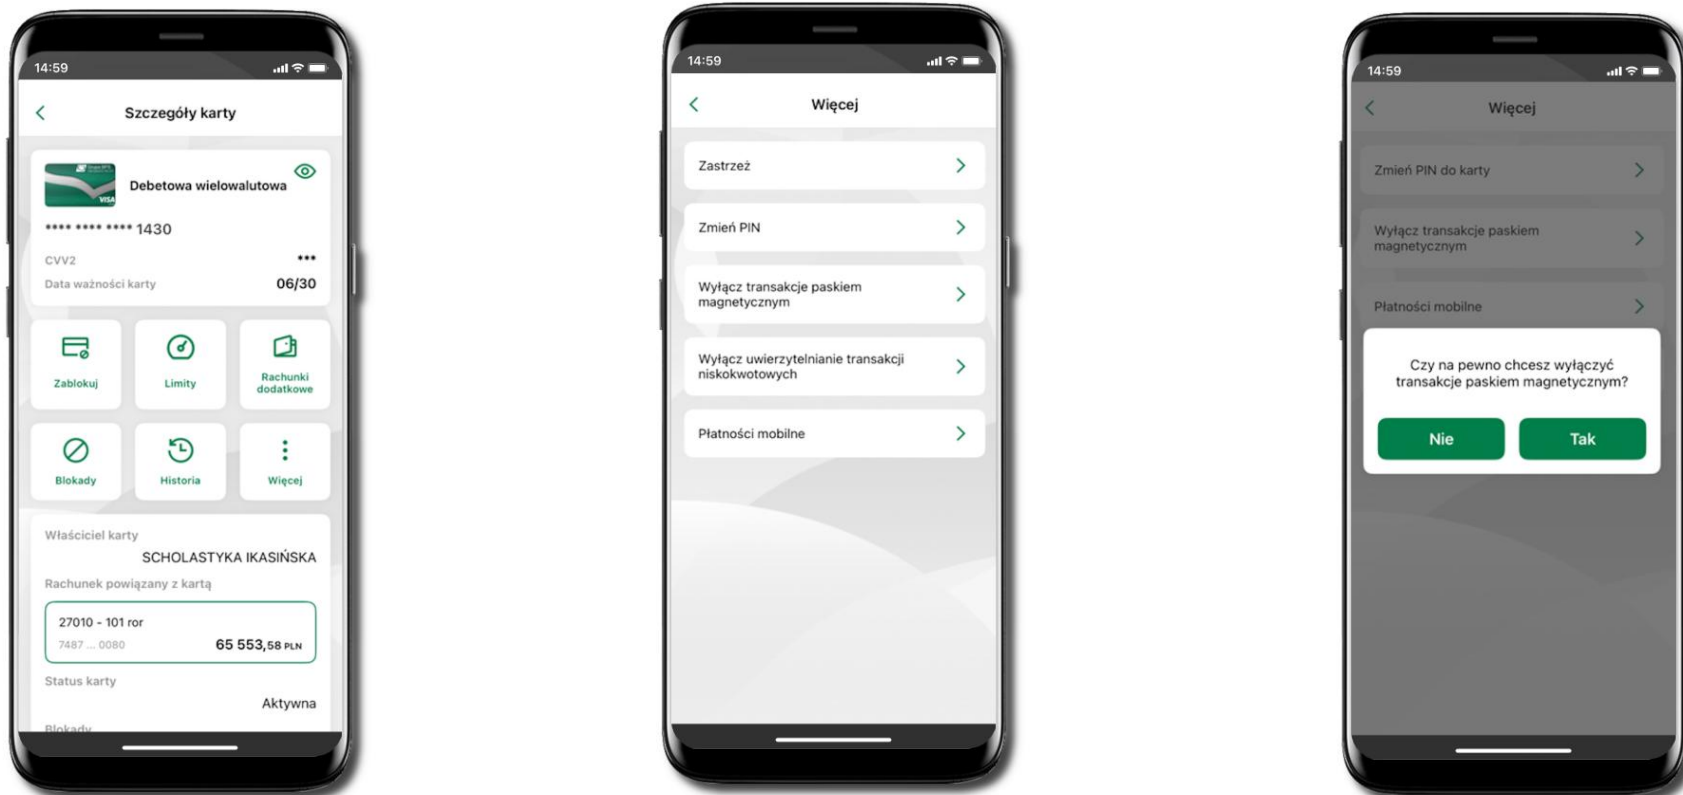 14:59
Szczegóły karty
VISA
Debetowa wielowalutowa
**** **** **** 1430
CVV2 ***
Data ważności karty 06/30
Zablokuj
Limity
Rachunki
dodatkowe
Blokady
Historia
Więcej
Właściciel karty
SCHOLASTYKA IKASIŃSKA
Rachunek powiązany z kartą
27010 - 101 ror
7487 ... 0080 65 553,58 PLN
Status karty
Aktywna
Blokady
14:59
Więcej
Zastrzeż
Zmień PIN
Wyłącz transakcje paskiem
magnetycznym
Wyłącz uwierzytelnianie transakcji
niskokwotowych
Płatności mobilne
14:59
Więcej
Zmień PIN do karty
Wyłącz transakcje paskiem
magnetycznym
Płatności mobilne
Czy na pewno chcesz wyłączyć
transakcje paskiem magnetycznym?
Nie
Tak